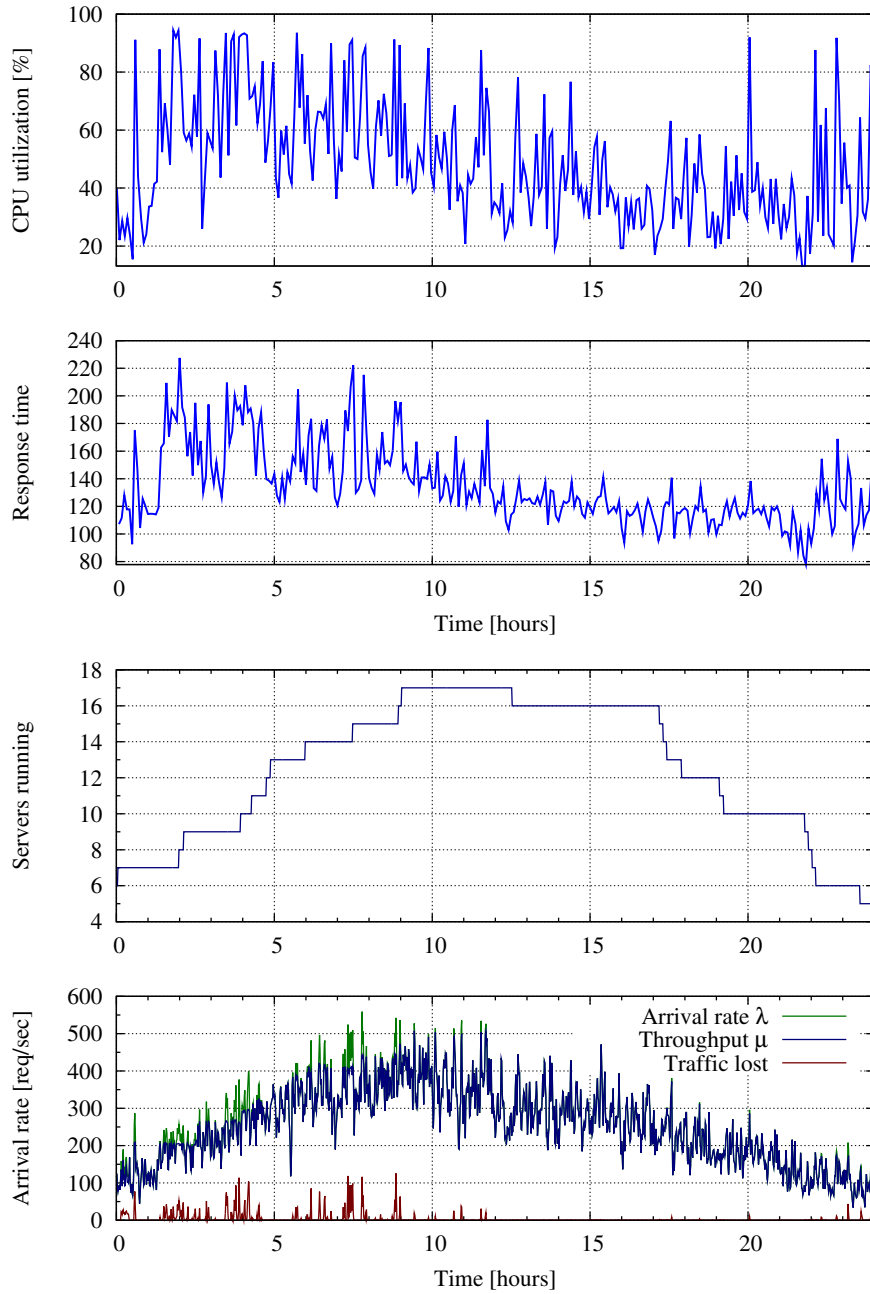 CPU utilization [%]
100
80
60
40
20
0 5 10 15 20
Response time
240
220
200
180
160
140
120
100
80
0 5 10 15 20
Time [hours]
Servers running
18
16
14
12
10
8
6
4
0 5 10 15 20
Arrival rate [req/sec]
600
500
400
300
200
100
0
Arrival rate λ
Throughput μ
Traffic lost
0 5 10 15 20
Time [hours]